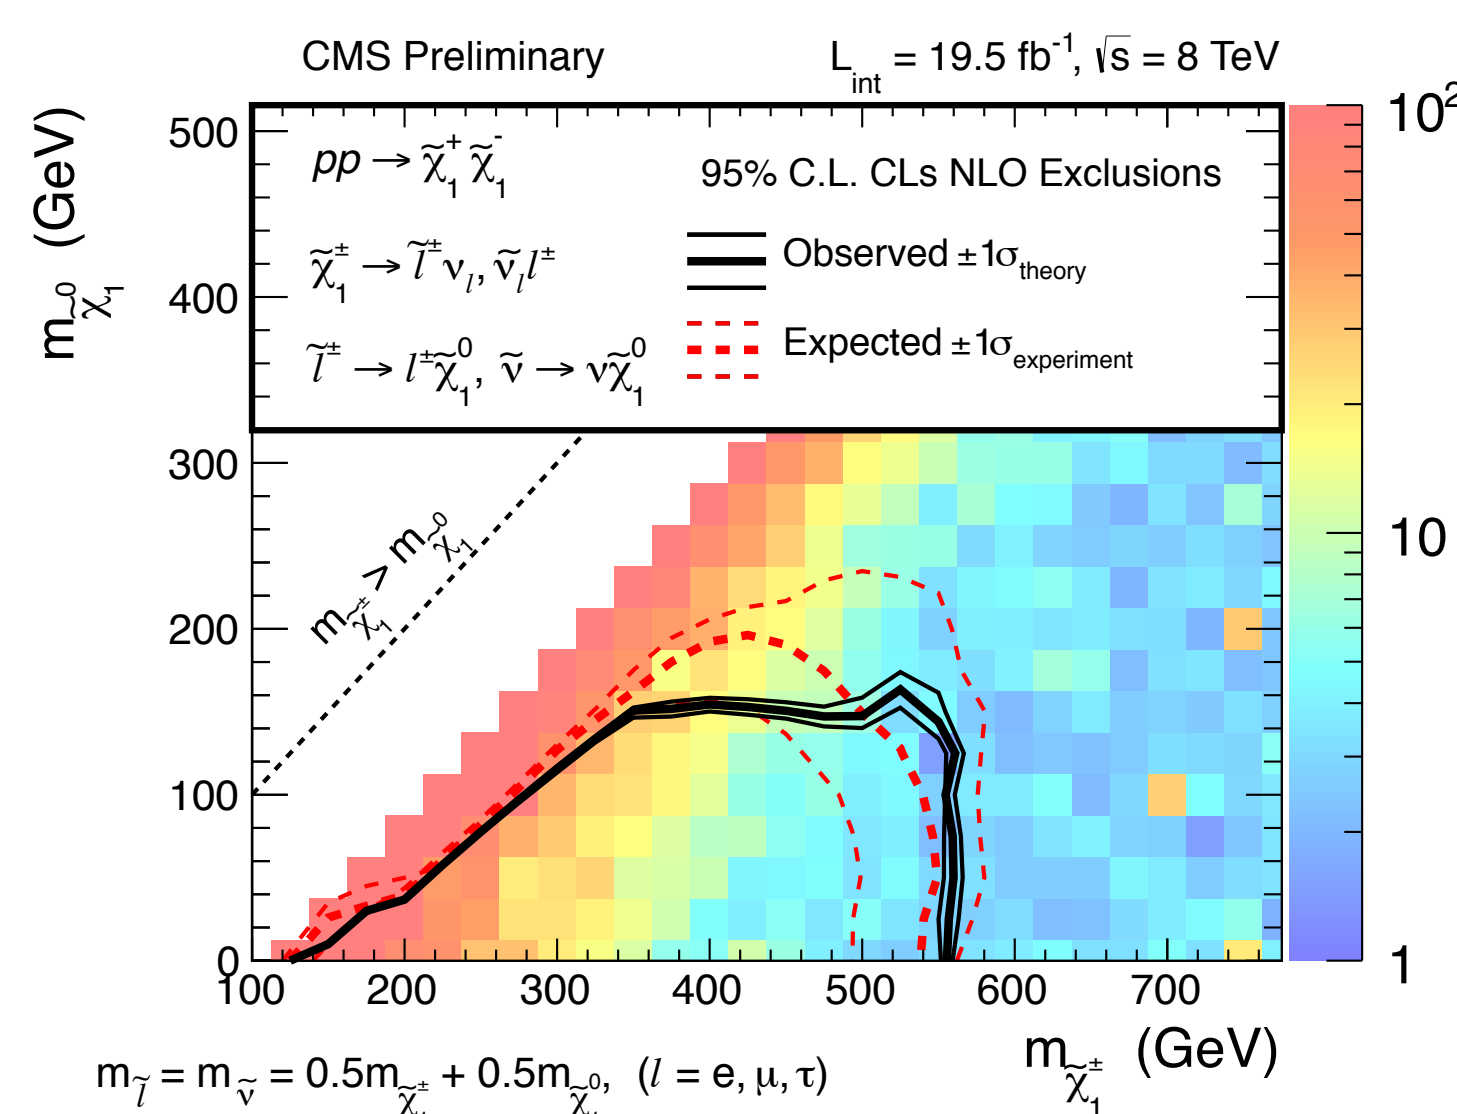 CMS Preliminary
L_int = 19.5 fb⁻¹, √s = 8 TeV
m_χ̃₁⁰ (GeV)
500
400
300
200
100
0
pp → χ̃₁⁺ χ̃₁⁻
χ̃₁± → l̃± ν_l, ν̃_l l±
l̃± → l± χ̃₁⁰, ν̃ → ν χ̃₁⁰
95% C.L. CLs NLO Exclusions
Observed ±1σ_theory
Expected ±1σ_experiment
m_χ̃₁± > m_χ̃₁⁰
10²
10
1
100 200 300 400 500 600 700
m_χ̃₁± (GeV)
m_l̃ = m_ν̃ = 0.5m_χ̃± + 0.5m_χ̃⁰, (l = e, μ, τ)